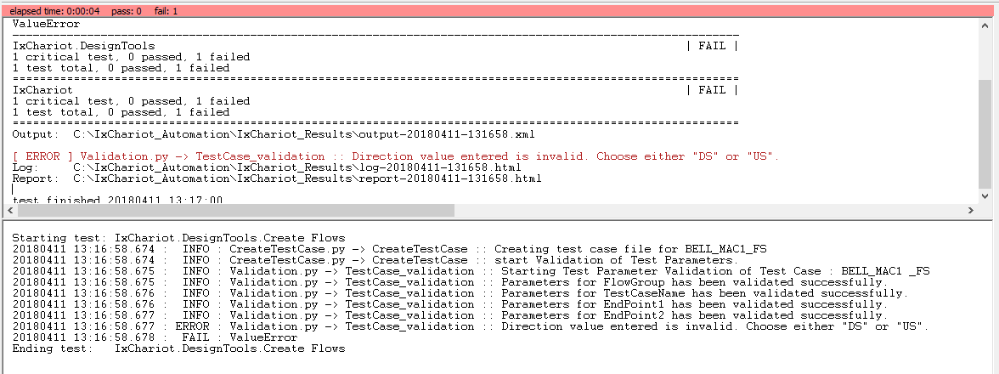 elapsed time: 0:00:04 pass: 0 fail: 1
ValueError
------------------------------------------------------------------------------
IxChariot.DesignTools | FAIL |
1 critical test, 0 passed, 1 failed
1 test total, 0 passed, 1 failed
==============================================================================
IxChariot | FAIL |
1 critical test, 0 passed, 1 failed
1 test total, 0 passed, 1 failed
==============================================================================
Output: C:\IxChariot_Automation\IxChariot_Results\output-20180411-131658.xml
[ ERROR ] Validation.py -> TestCase_validation :: Direction value entered is invalid. Choose either "DS" or "US".
Log: C:\IxChariot_Automation\IxChariot_Results\log-20180411-131658.html
Report: C:\IxChariot_Automation\IxChariot_Results\report-20180411-131658.html
test finished 20180411 13:17:00
Starting test: IxChariot.DesignTools.Create Flows
20180411 13:16:58.674 : INFO : CreateTestCase.py -> CreateTestCase :: Creating test case file for BELL_MAC1_FS
20180411 13:16:58.674 : INFO : CreateTestCase.py -> CreateTestCase :: start Validation of Test Parameters.
20180411 13:16:58.675 : INFO : Validation.py -> TestCase_validation :: Starting Test Parameter Validation of Test Case : BELL_MAC1 _FS
20180411 13:16:58.675 : INFO : Validation.py -> TestCase_validation :: Parameters for FlowGroup has been validated successfully.
20180411 13:16:58.676 : INFO : Validation.py -> TestCase_validation :: Parameters for TestCaseName has been validated successfully.
20180411 13:16:58.676 : INFO : Validation.py -> TestCase_validation :: Parameters for EndPoint1 has been validated successfully.
20180411 13:16:58.677 : INFO : Validation.py -> TestCase_validation :: Parameters for EndPoint2 has been validated successfully.
20180411 13:16:58.677 : ERROR : Validation.py -> TestCase_validation :: Direction value entered is invalid. Choose either "DS" or "US".
20180411 13:16:58.678 : FAIL : ValueError
Ending test: IxChariot.DesignTools.Create Flows